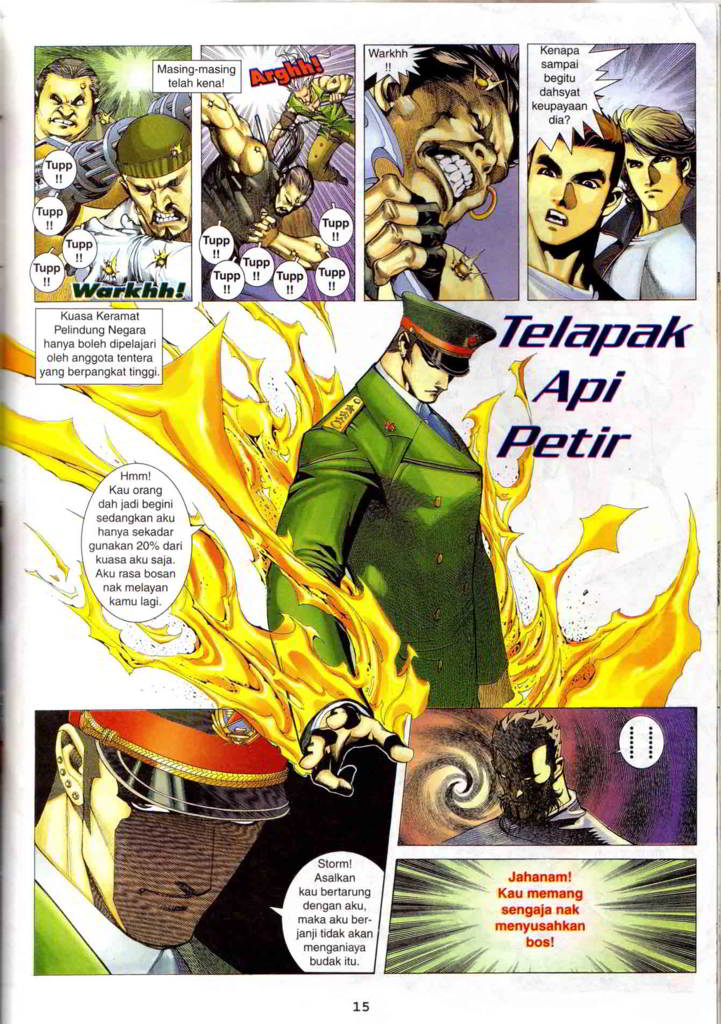 Masing-masing
telah kena!
Tupp
!!
Tupp
!!
Tupp
!!
Tupp
!!
Warkhh!
Arghh!
Tupp
!!
Tupp
!!
Tupp
!!
Tupp
!!
Tupp
!!
Tupp
!!
Warkhh
!!
Warkhh
!!
Kenapa
sampai
begitu
dahsyat
keupayaan
dia?
Kuasa Keramat
Pelindung Negara
hanya boleh dipelajari
oleh anggota tentera
yang berpangkat tinggi.
Telapak
Api
Petir
Hmm!
Kau orang
dah jadi begini
sedangkan aku
hanya sekadar
gunakan 20% dari
kuasa aku saja.
Aku rasa bosan
nak melayan
kamu lagi.
Storm!
Asalkan
kau bertarung
dengan aku,
maka aku ber-
janji tidak akan
menganiaya
budak itu.
!!!
Jahanam!
Kau memang
sengaja nak
menyusahkan
bos!
15